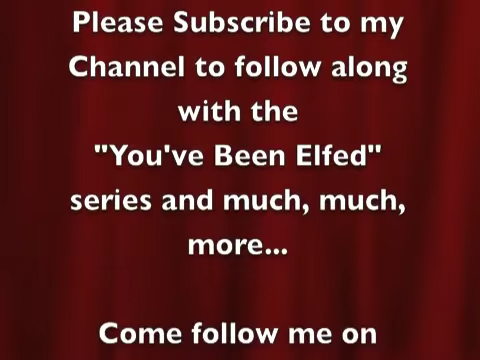 Please Subscribe to my
Channel to follow along
with the
"You've Been Elfed"
series and much, much,
more...
Come follow me on